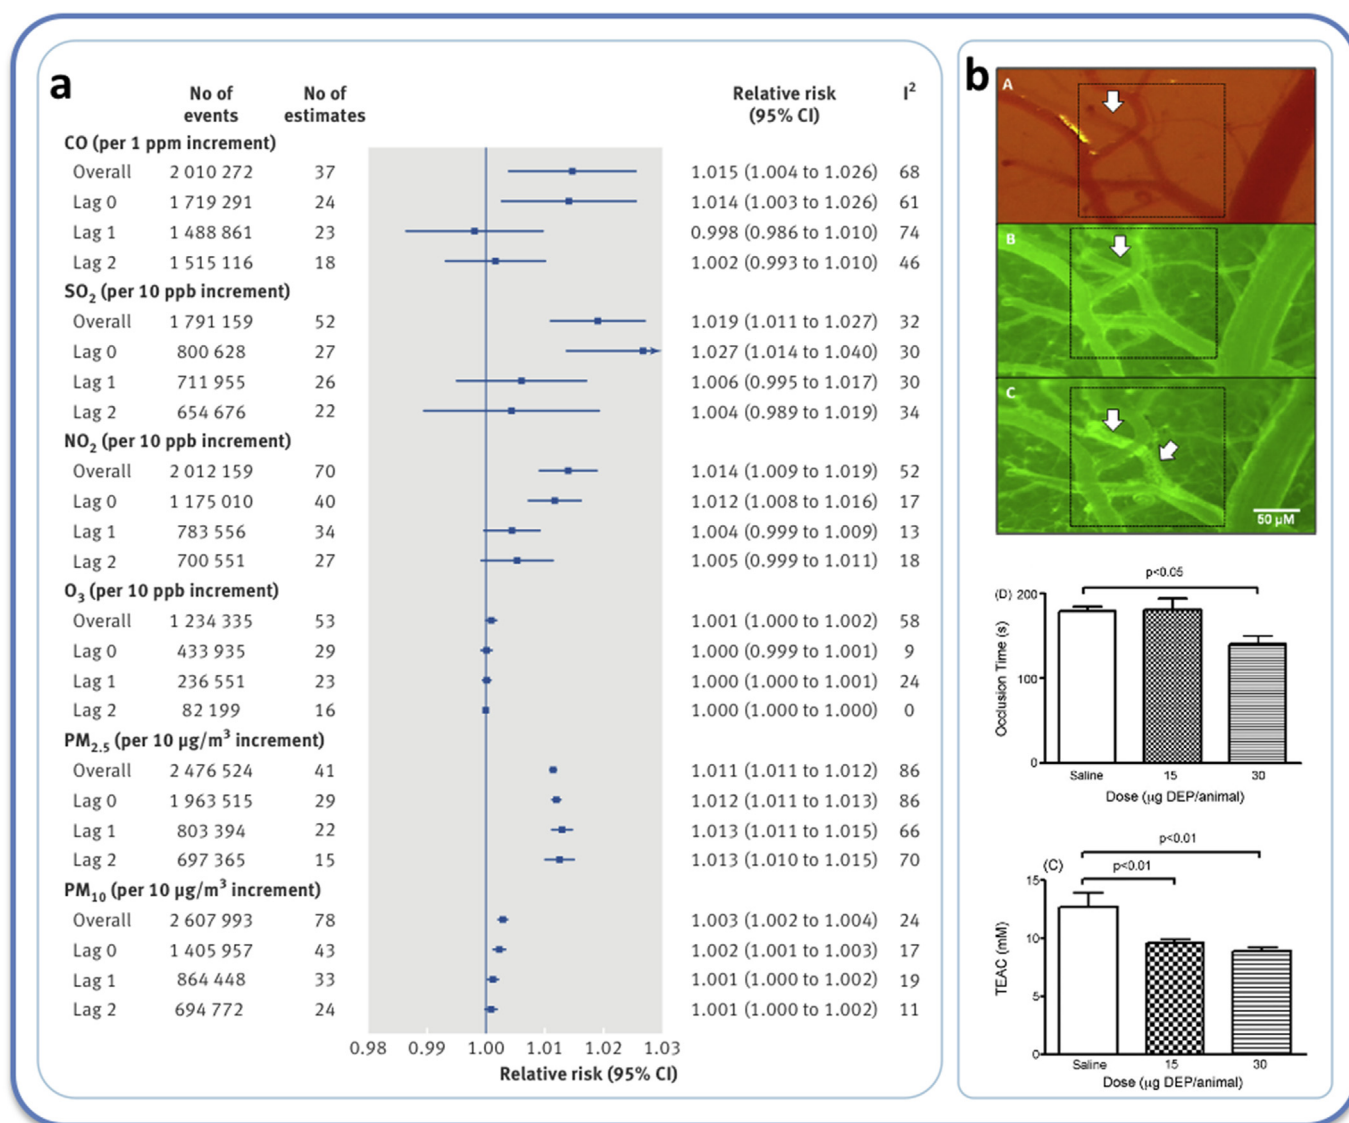 a
No of events No of estimates Relative risk (95% CI) I²
CO (per 1 ppm increment)
Overall 2 010 272 37 1.015 (1.004 to 1.026) 68
Lag 0 1 719 291 24 1.014 (1.003 to 1.026) 61
Lag 1 1 488 861 23 0.998 (0.986 to 1.010) 74
Lag 2 1 515 116 18 1.002 (0.993 to 1.010) 46
SO₂ (per 10 ppb increment)
Overall 1 791 159 52 1.019 (1.011 to 1.027) 32
Lag 0 800 628 27 1.027 (1.014 to 1.040) 30
Lag 1 711 955 26 1.006 (0.995 to 1.017) 30
Lag 2 654 676 22 1.004 (0.989 to 1.019) 34
NO₂ (per 10 ppb increment)
Overall 2 012 159 70 1.014 (1.009 to 1.019) 52
Lag 0 1 175 010 40 1.012 (1.008 to 1.016) 17
Lag 1 783 556 34 1.004 (0.999 to 1.009) 13
Lag 2 700 551 27 1.005 (0.999 to 1.011) 18
O₃ (per 10 ppb increment)
Overall 1 234 335 53 1.001 (1.000 to 1.002) 58
Lag 0 433 935 29 1.000 (0.999 to 1.001) 9
Lag 1 236 551 23 1.000 (1.000 to 1.001) 24
Lag 2 82 199 16 1.000 (1.000 to 1.000) 0
PM₂.₅ (per 10 µg/m³ increment)
Overall 2 476 524 41 1.011 (1.011 to 1.012) 86
Lag 0 1 963 515 29 1.012 (1.011 to 1.013) 86
Lag 1 803 394 22 1.013 (1.011 to 1.015) 66
Lag 2 697 365 15 1.013 (1.010 to 1.015) 70
PM₁₀ (per 10 µg/m³ increment)
Overall 2 607 993 78 1.003 (1.002 to 1.004) 24
Lag 0 1 405 957 43 1.002 (1.001 to 1.003) 17
Lag 1 864 448 33 1.001 (1.000 to 1.002) 19
Lag 2 694 772 24 1.001 (1.000 to 1.002) 11
0.98 0.99 1.00 1.01 1.02 1.03
Relative risk (95% CI)
b
A
B
C
50 µM
p<0.05
(D)
200
100
0
Occlusion Time (s)
Saline 15 30
Dose (µg DEP/animal)
p<0.01
p<0.01
(C)
15
10
5
0
TEAC (mM)
Saline 15 30
Dose (µg DEP/animal)